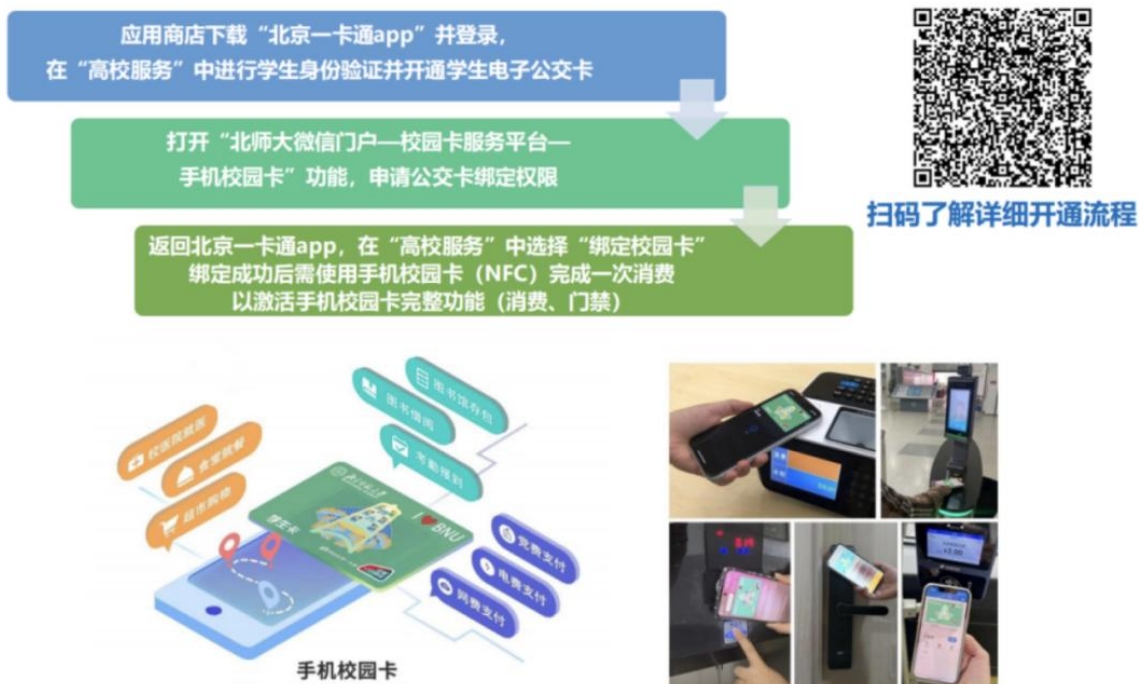 应用商店下载“北京一卡通app”并登录，
在“高校服务”中进行学生身份验证并开通学生电子公交卡
打开“北师大微信门户—校园卡服务平台—
手机校园卡”功能，申请公交卡绑定权限
返回北京一卡通app，在“高校服务”中选择“绑定校园卡”
绑定成功后需使用手机校园卡（NFC）完成一次消费
以激活手机校园卡完整功能（消费、门禁）
扫码了解详细开通流程
图书馆存包
图书借阅
考勤报到
校医院就医
食堂就餐
超市购物
学生卡
I ❤ BNU
党费支付
电费支付
网费支付
手机校园卡